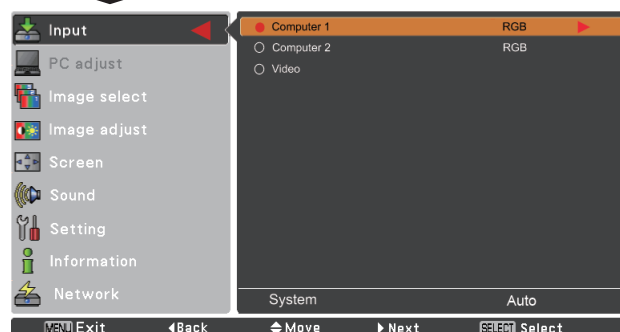 Input
PC adjust
Image select
Image adjust
Screen
Sound
Setting
Information
Network
Computer 1 RGB
Computer 2 RGB
Video
System Auto
MENU Exit Back Move Next SELECT Select